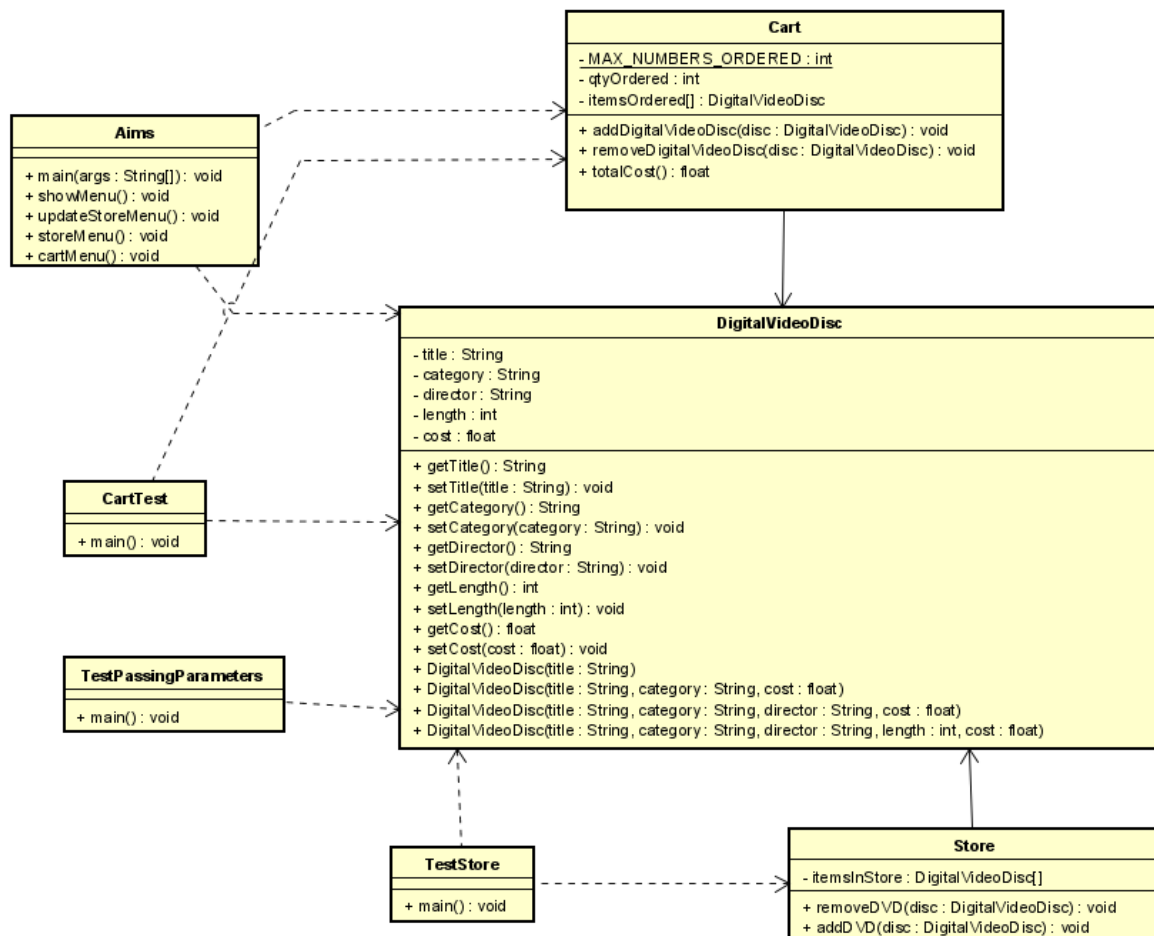 Cart
- MAX_NUMBERS_ORDERED : int
- qtyOrdered : int
- itemsOrdered[] : DigitalVideoDisc
+ addDigitalVideoDisc(disc : DigitalVideoDisc) : void
+ removeDigitalVideoDisc(disc : DigitalVideoDisc) : void
+ totalCost() : float
Aims
+ main(args : String[]) : void
+ showMenu() : void
+ updateStoreMenu() : void
+ storeMenu() : void
+ cartMenu() : void
DigitalVideoDisc
- title : String
- category : String
- director : String
- length : int
- cost : float
+ getTitle() : String
+ setTitle(title : String) : void
+ getCategory() : String
+ setCategory(category : String) : void
+ getDirector() : String
+ setDirector(director : String) : void
+ getLength() : int
+ setLength(length : int) : void
+ getCost() : float
+ setCost(cost : float) : void
+ DigitalVideoDisc(title : String)
+ DigitalVideoDisc(title : String, category : String, cost : float)
+ DigitalVideoDisc(title : String, category : String, director : String, cost : float)
+ DigitalVideoDisc(title : String, category : String, director : String, length : int, cost : float)
CartTest
+ main() : void
TestPassingParameters
+ main() : void
TestStore
+ main() : void
Store
- itemsInStore : DigitalVideoDisc[]
+ removeDVD(disc : DigitalVideoDisc) : void
+ addDVD(disc : DigitalVideoDisc) : void